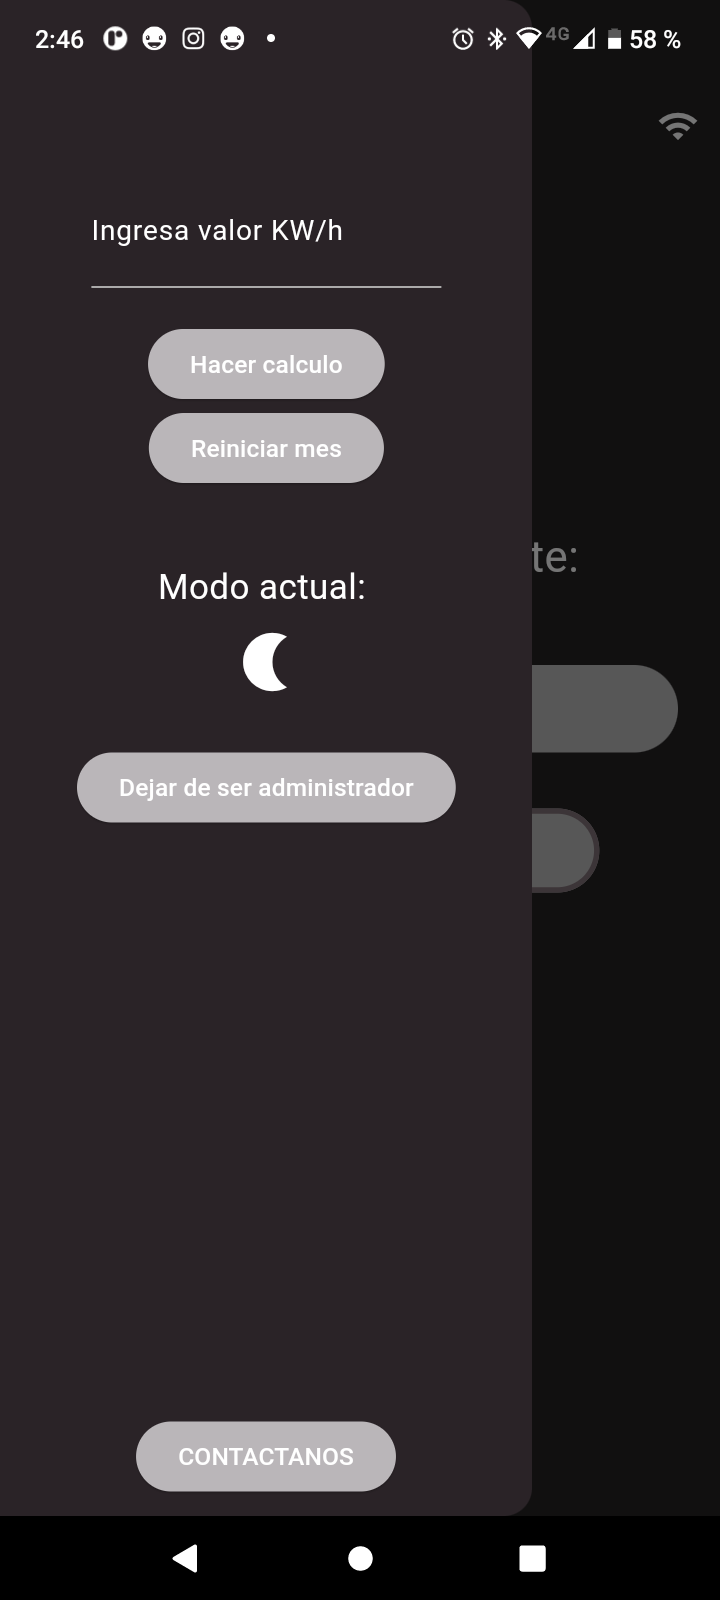 2:46
4G
58 %
Ingresa valor KW/h
Hacer calculo
Reiniciar mes
te:
Modo actual:
Dejar de ser administrador
CONTACTANOS